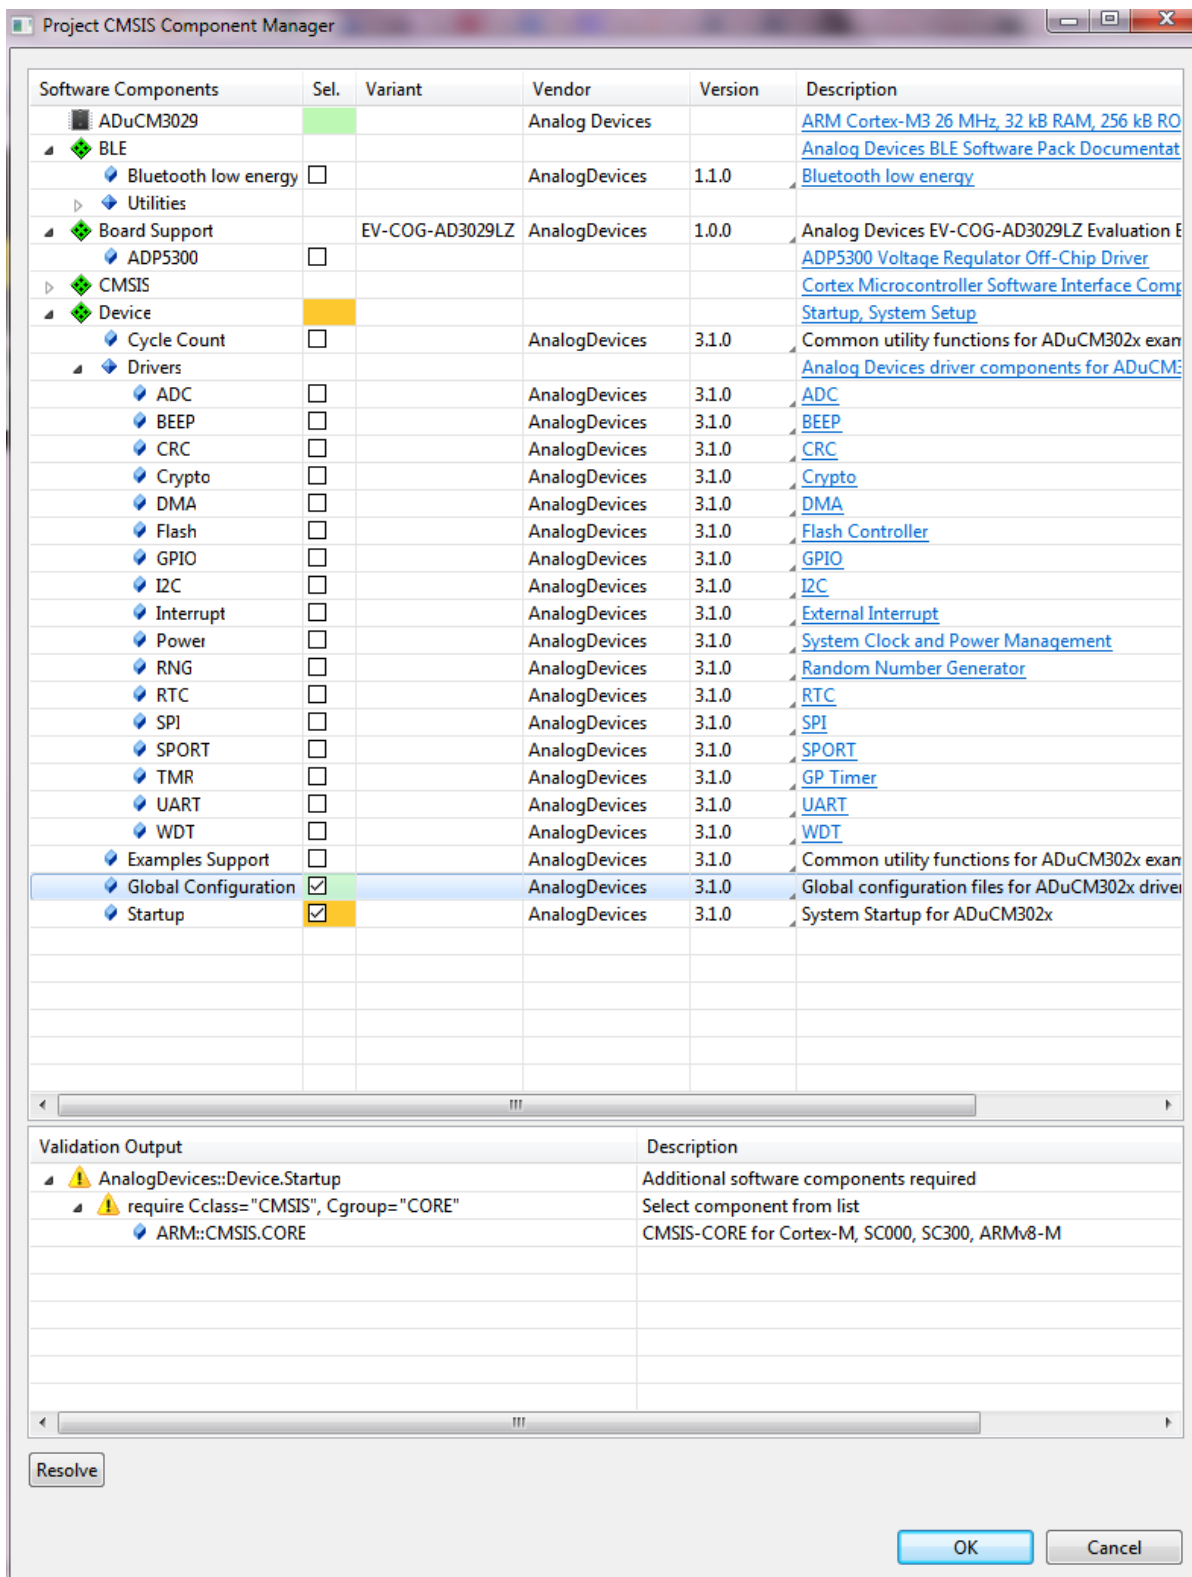 Project CMSIS Component Manager
Software Components Sel. Variant Vendor Version Description
ADuCM3029 Analog Devices ARM Cortex-M3 26 MHz, 32 kB RAM, 256 kB RO
BLE Analog Devices BLE Software Pack Documentat
Bluetooth low energy AnalogDevices 1.1.0 Bluetooth low energy
Utilities
Board Support EV-COG-AD3029LZ AnalogDevices 1.0.0 Analog Devices EV-COG-AD3029LZ Evaluation E
ADP5300 ADP5300 Voltage Regulator Off-Chip Driver
CMSIS Cortex Microcontroller Software Interface Comp
Device Startup, System Setup
Cycle Count AnalogDevices 3.1.0 Common utility functions for ADuCM302x exam
Drivers Analog Devices driver components for ADuCM3
ADC AnalogDevices 3.1.0 ADC
BEEP AnalogDevices 3.1.0 BEEP
CRC AnalogDevices 3.1.0 CRC
Crypto AnalogDevices 3.1.0 Crypto
DMA AnalogDevices 3.1.0 DMA
Flash AnalogDevices 3.1.0 Flash Controller
GPIO AnalogDevices 3.1.0 GPIO
I2C AnalogDevices 3.1.0 I2C
Interrupt AnalogDevices 3.1.0 External Interrupt
Power AnalogDevices 3.1.0 System Clock and Power Management
RNG AnalogDevices 3.1.0 Random Number Generator
RTC AnalogDevices 3.1.0 RTC
SPI AnalogDevices 3.1.0 SPI
SPORT AnalogDevices 3.1.0 SPORT
TMR AnalogDevices 3.1.0 GP Timer
UART AnalogDevices 3.1.0 UART
WDT AnalogDevices 3.1.0 WDT
Examples Support AnalogDevices 3.1.0 Common utility functions for ADuCM302x exam
Global Configuration AnalogDevices 3.1.0 Global configuration files for ADuCM302x driver
Startup AnalogDevices 3.1.0 System Startup for ADuCM302x
Validation Output Description
AnalogDevices::Device.Startup Additional software components required
require Cclass="CMSIS", Cgroup="CORE" Select component from list
ARM::CMSIS.CORE CMSIS-CORE for Cortex-M, SC000, SC300, ARMv8-M
Resolve
OK Cancel